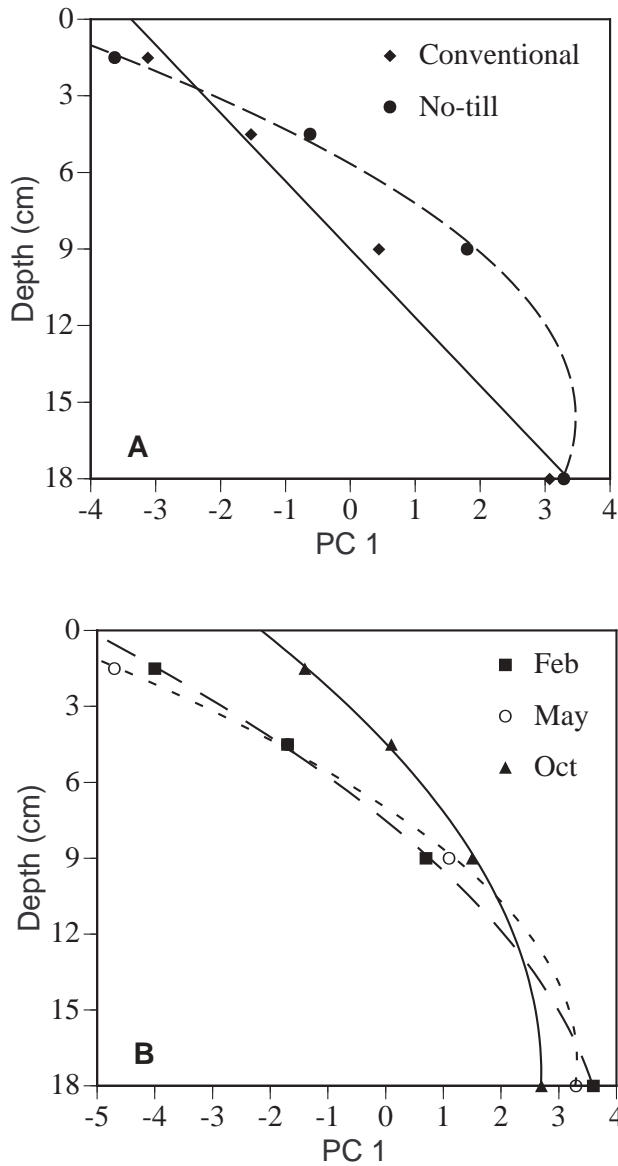 0
Conventional
3
No-till
6
Depth (cm)
9
12
15
A
18
-4 -3 -2 -1 0 1 2 3 4
PC 1
0
Feb
3
May
Oct
6
Depth (cm)
9
12
15
B
18
-5 -4 -3 -2 -1 0 1 2 3 4
PC 1